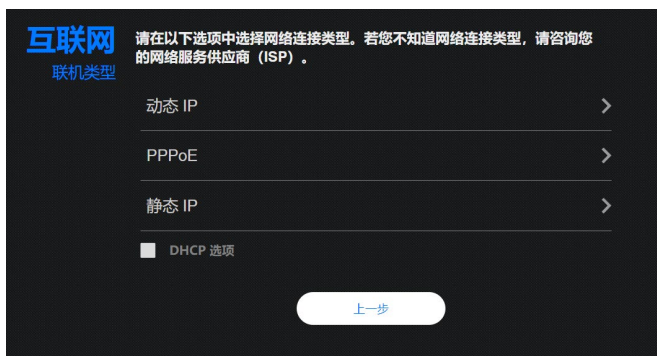 互联网
联机类型
请在以下选项中选择网络连接类型。若您不知道网络连接类型，请咨询您
的网络服务供应商（ISP）。
动态 IP
PPPoE
静态 IP
DHCP 选项
上一步